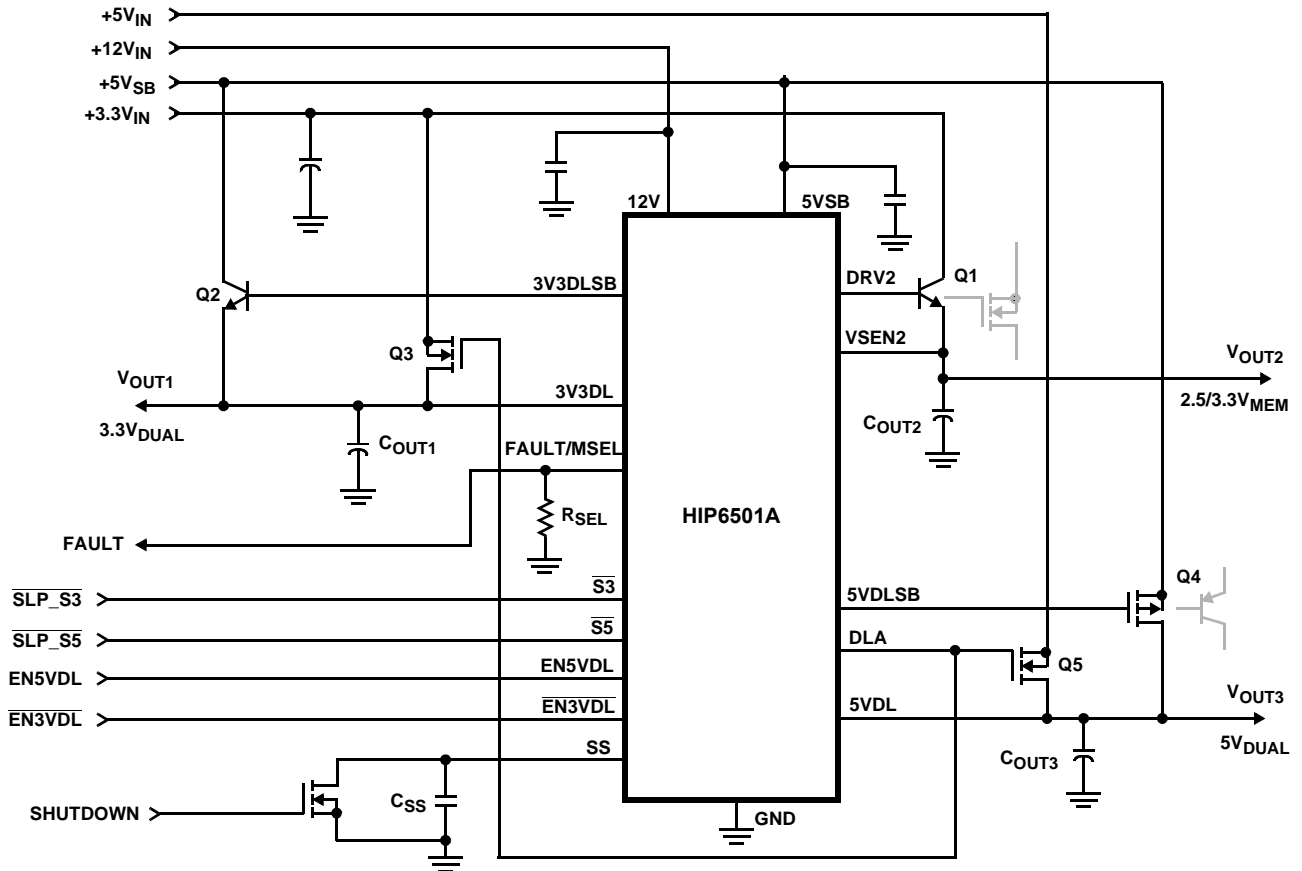 +5VIN
+12VIN
+5VSB
+3.3VIN
12V
5VSB
Q2
3V3DLSB
DRV2
Q1
VSEN2
Q3
VOUT1
3V3DL
VOUT2
3.3VDUAL
COUT1
COUT2
2.5/3.3VMEM
FAULT/MSEL
RSEL
HIP6501A
FAULT
Q4
SLP_S3
S3
5VDLSB
SLP_S5
S5
DLA
Q5
EN5VDL
EN5VDL
EN3VDL
EN3VDL
5VDL
VOUT3
SS
COUT3
5VDUAL
CSS
SHUTDOWN
GND